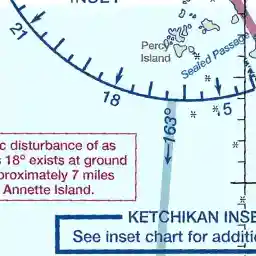 INSET
21
Percy
Island
Sealed Passage
18
5
163°
c disturbance of as
18° exists at ground
proximately 7 miles
Annette Island.
KETCHIKAN INSE
See inset chart for additi